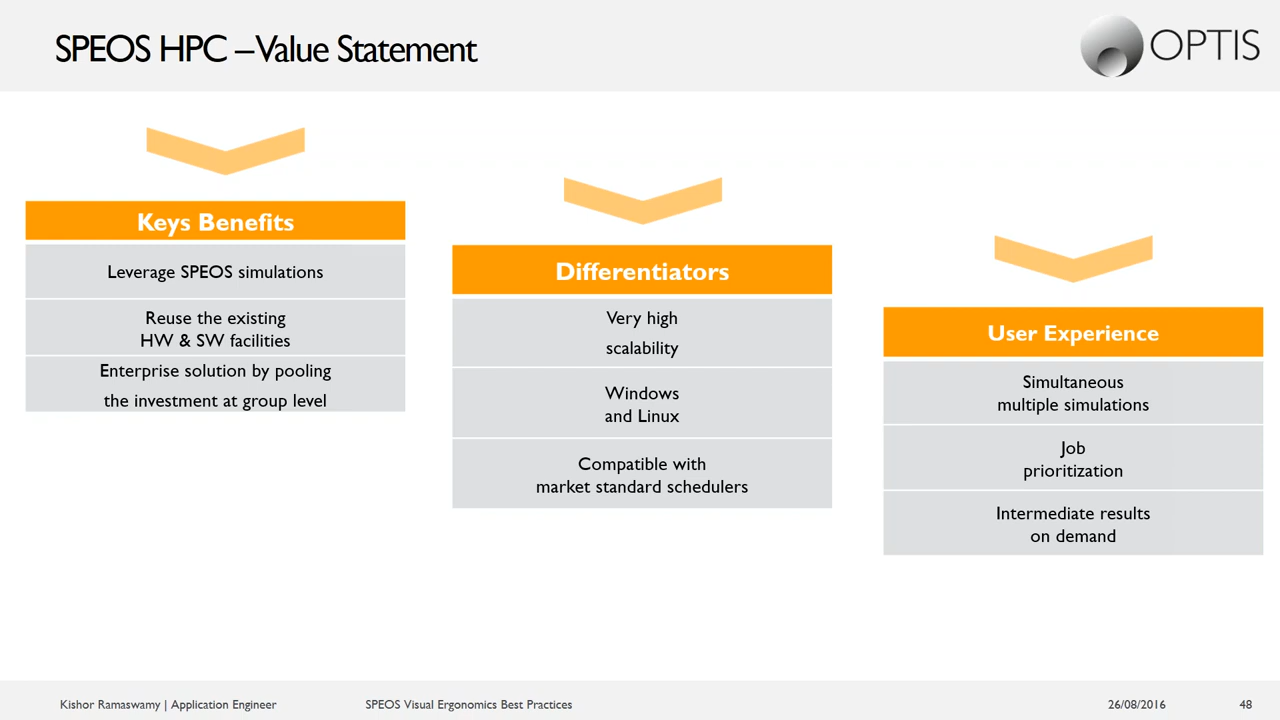 SPEOS HPC – Value Statement
OPTIS
Keys Benefits
Leverage SPEOS simulations
Reuse the existing
HW & SW facilities
Enterprise solution by pooling
the investment at group level
Differentiators
Very high
scalability
Windows
and Linux
Compatible with
market standard schedulers
User Experience
Simultaneous
multiple simulations
Job
prioritization
Intermediate results
on demand
Kishor Ramaswamy | Application Engineer
SPEOS Visual Ergonomics Best Practices
26/08/2016
48